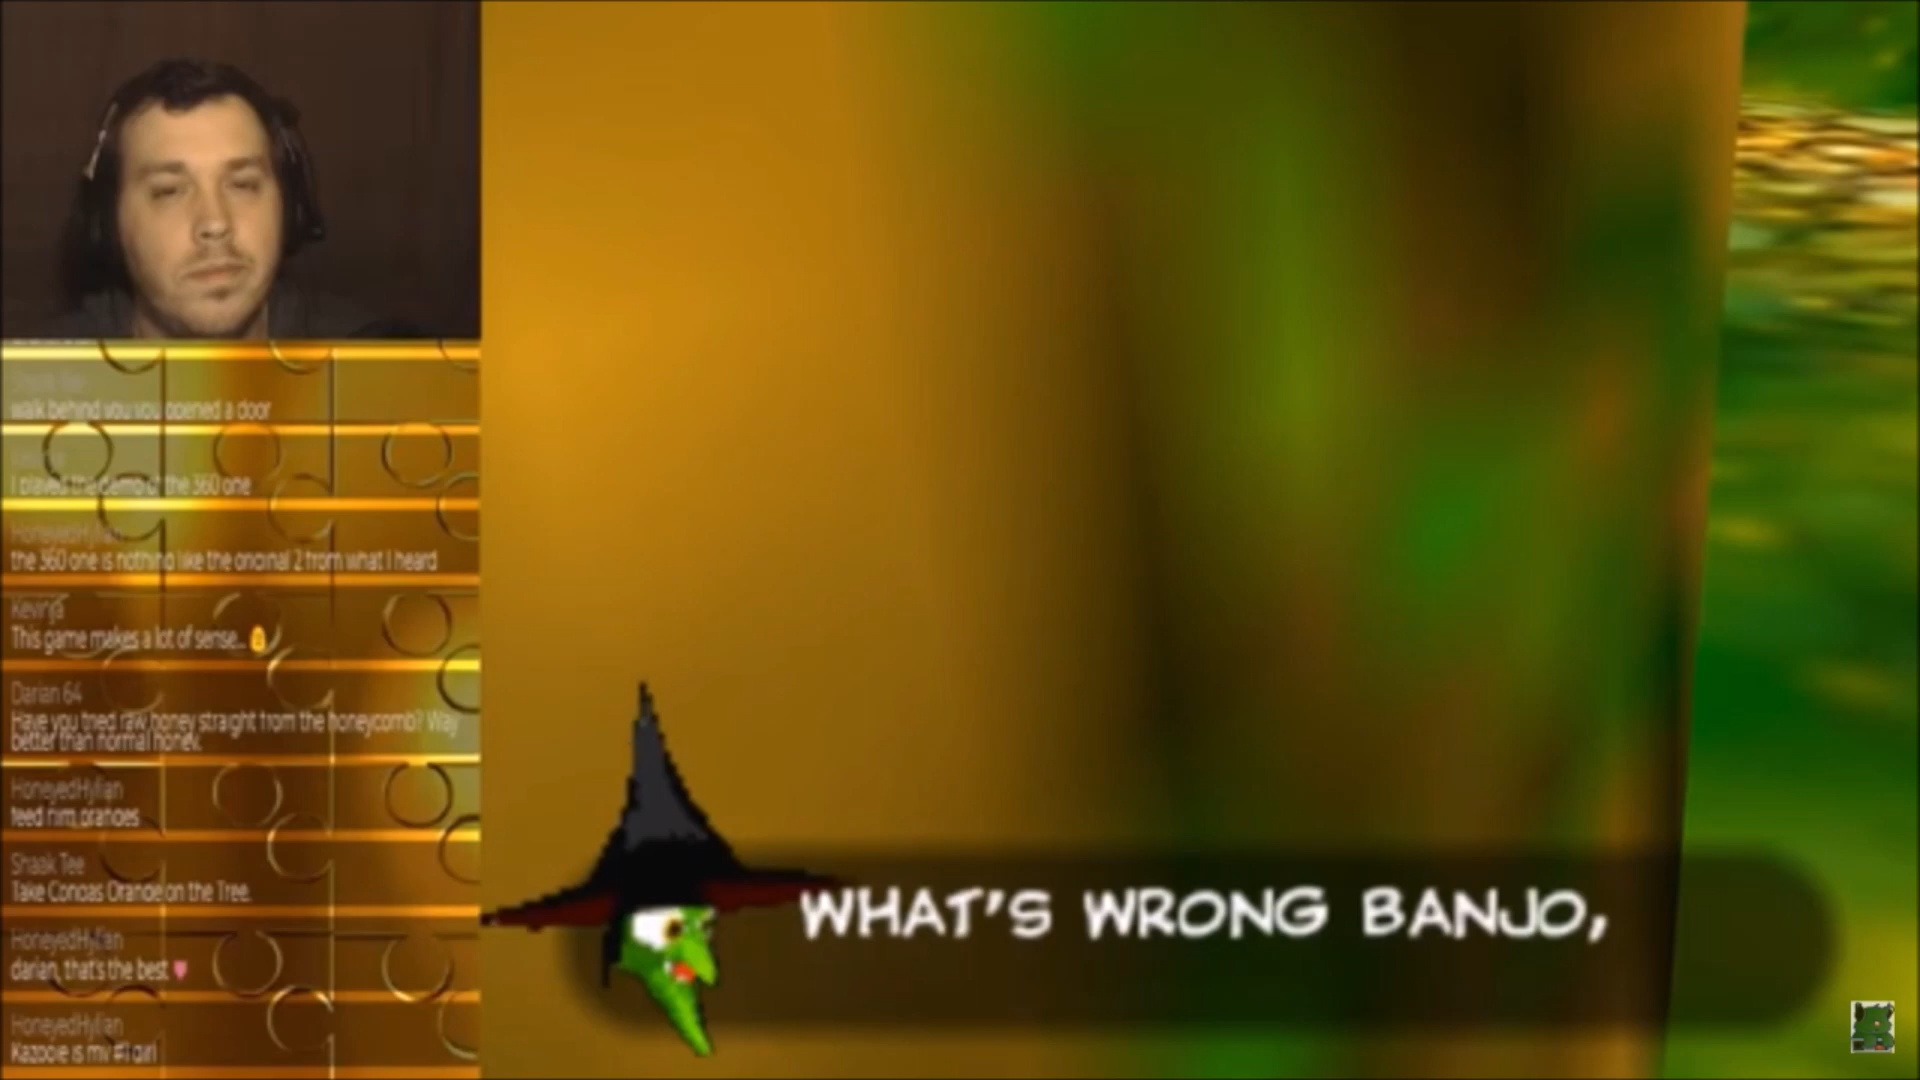 walk behind you you opened a door
I played the demo of the 360 one
HoneyedHylian
the 360 one is nothing like the original 2 from what I heard
Kevinja
This game makes a lot of sense...
Darian 64
Have you tried raw honey straight from the honeycomb? Way
better than normal honey.
HoneyedHylian
feed him oranges
Shaak Tee
Take Congas Orange on the Tree.
HoneyedHylian
darian, that's the best
HoneyedHylian
Kazooie is my #1 girl
WHAT'S WRONG BANJO,